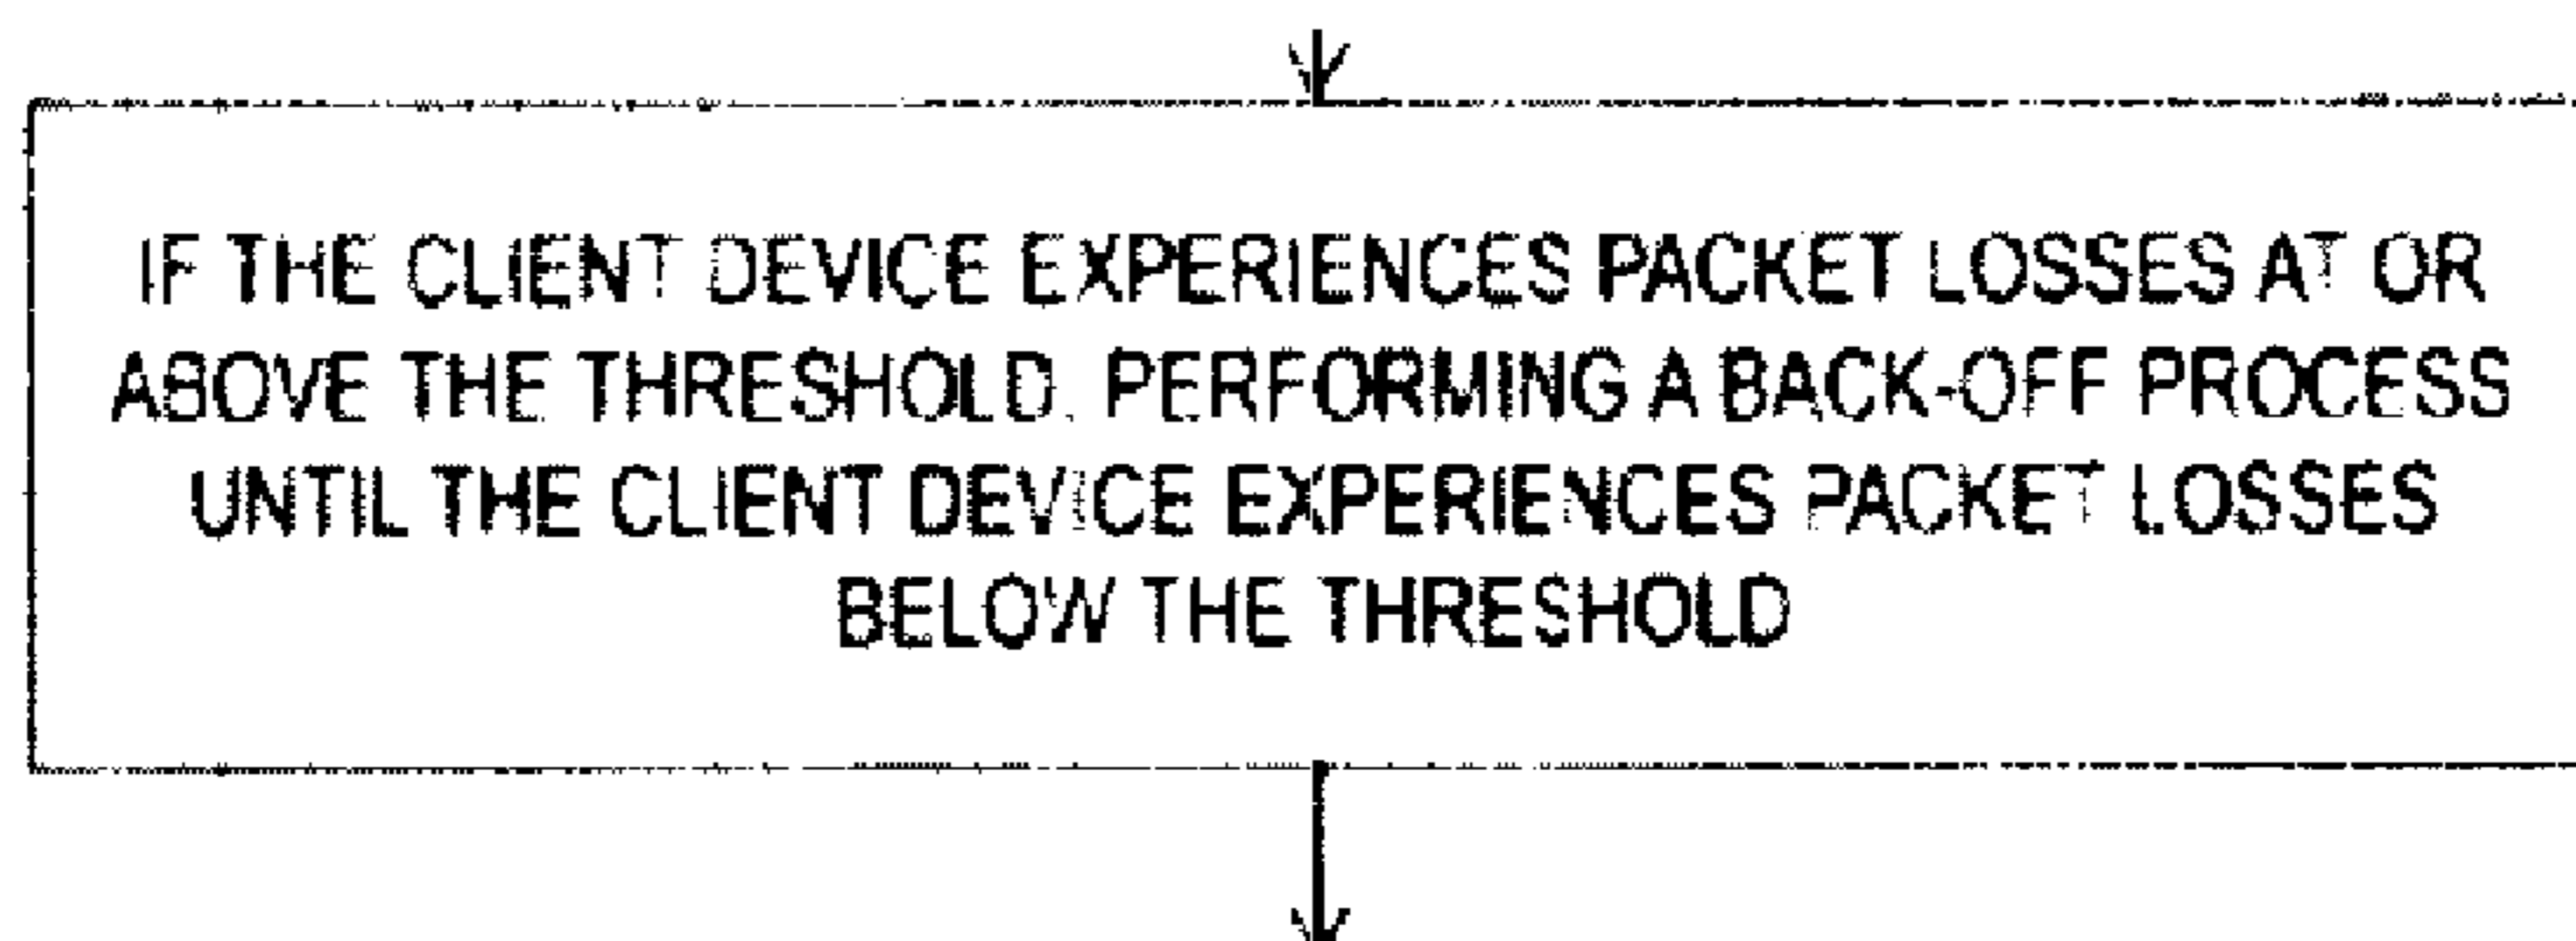 IF THE CLIENT DEVICE EXPERIENCES PACKET LOSSES AT OR
ABOVE THE THRESHOLD, PERFORMING A BACK-OFF PROCESS
UNTIL THE CLIENT DEVICE EXPERIENCES PACKET LOSSES
BELOW THE THRESHOLD